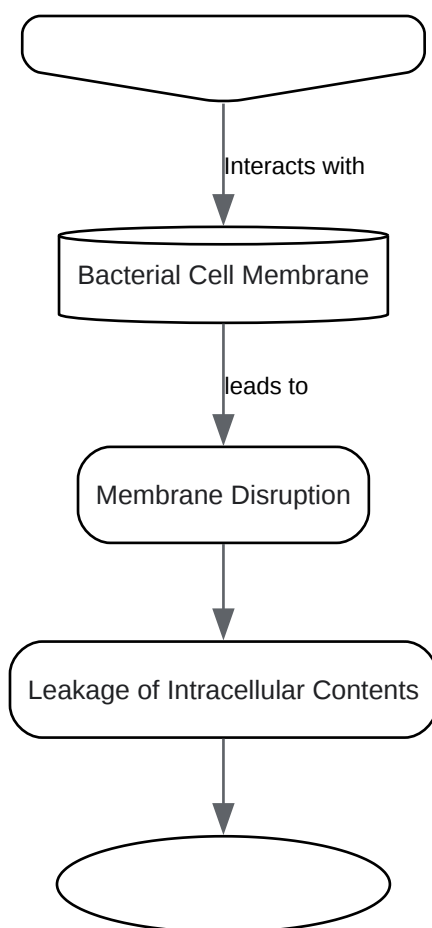 Interacts with
Bacterial Cell Membrane
leads to
Membrane Disruption
Leakage of Intracellular Contents